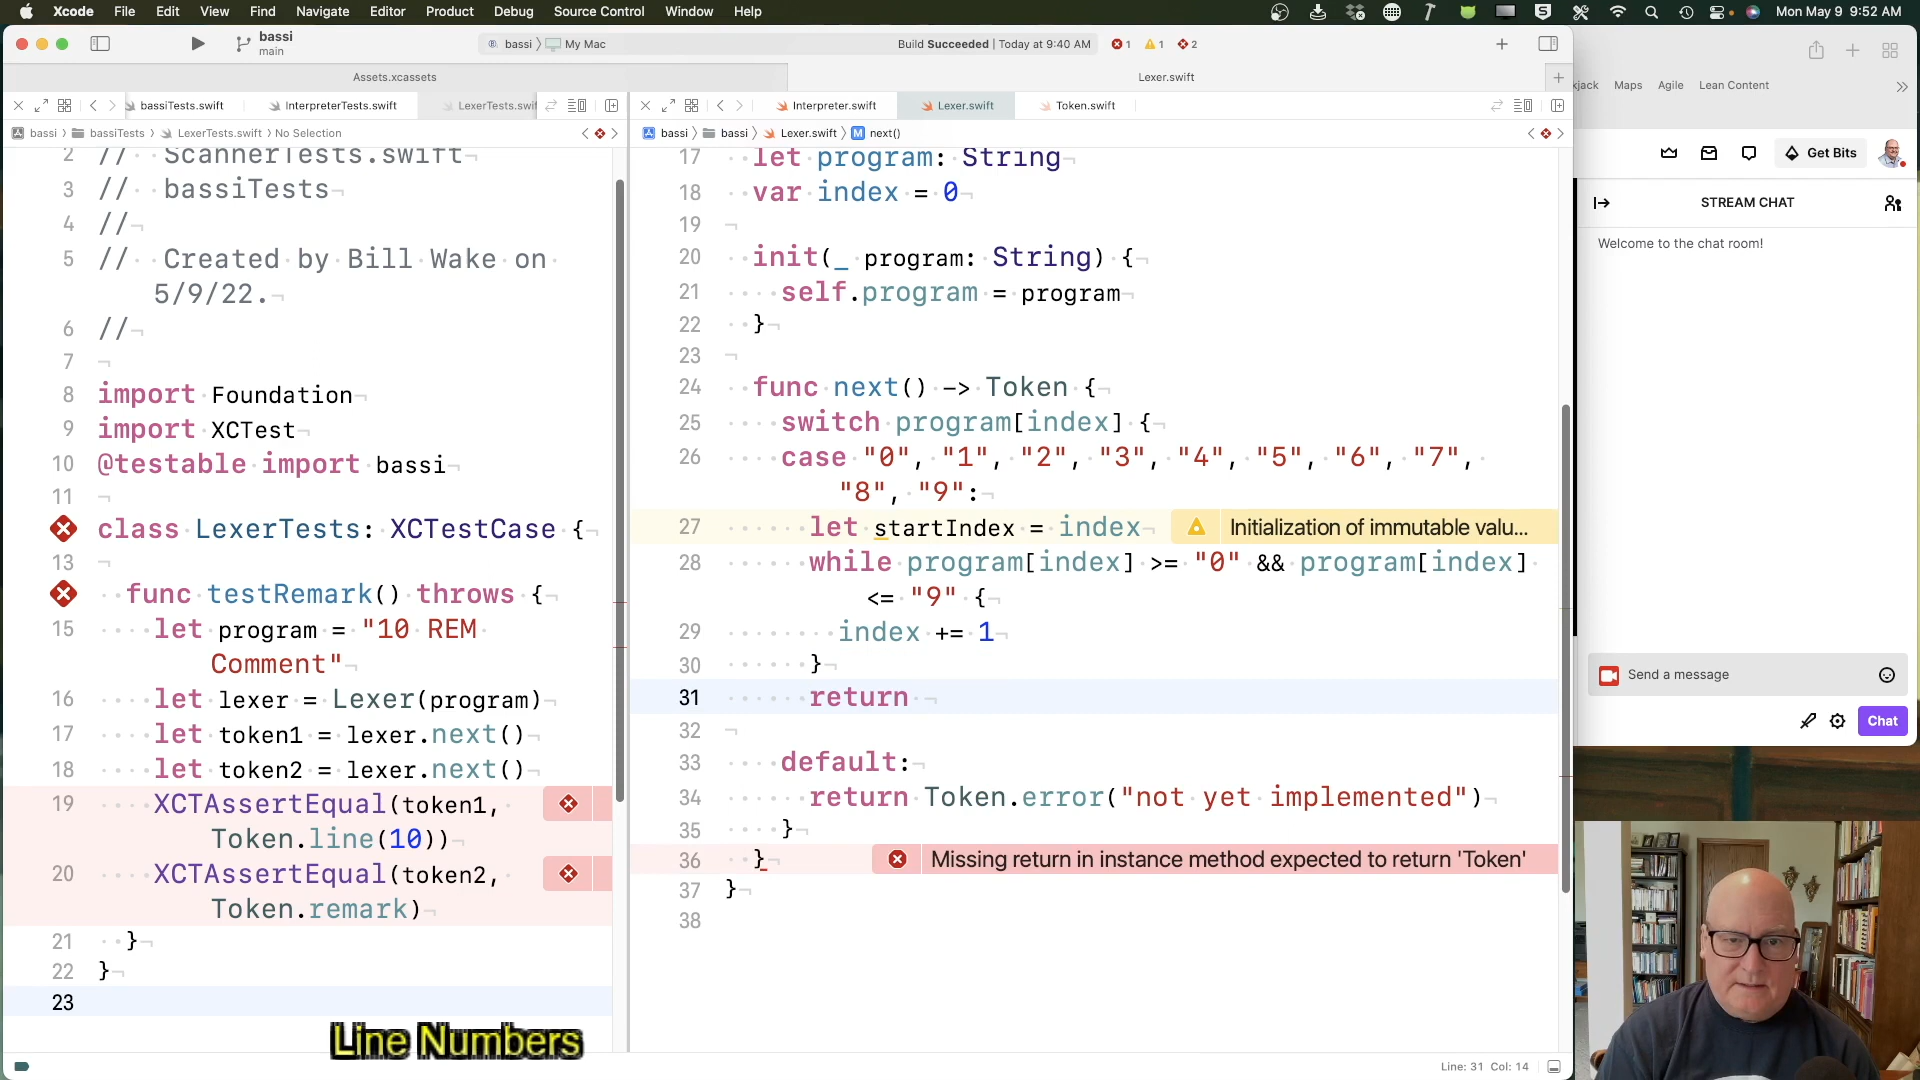 Xcode File Edit View Find Navigate Editor Product Debug Source Control Window Help Mon May 9 9:52 AM
bassi
main
bassi 〉 My Mac
Build Succeeded | Today at 9:40 AM 1 1 2
Assets.xcassets
Lexer.swift
bassiTests.swift InterpreterTests.swift LexerTests.swif
bassi 〉 bassiTests 〉 LexerTests.swift 〉 No Selection
2 // ScannerTests.swift¬
3 // bassiTests¬
4 //¬
5 // Created by Bill Wake on
5/9/22.¬
6 //¬
7 ¬
8 import Foundation¬
9 import XCTest¬
10 @testable import bassi¬
11 ¬
class LexerTests: XCTestCase {¬
13 ¬
func testRemark() throws {¬
15 let program = "10 REM
Comment"¬
16 let lexer = Lexer(program)¬
17 let token1 = lexer.next()¬
18 let token2 = lexer.next()¬
19 XCTAssertEqual(token1,
Token.line(10))¬
20 XCTAssertEqual(token2,
Token.remark)¬
21 }¬
22 }¬
23
Line Numbers
Interpreter.swift Lexer.swift Token.swift
bassi 〉 bassi 〉 Lexer.swift 〉 M next()
17 let program: String¬
18 var index = 0¬
19 ¬
20 init(_ program: String) {¬
21 self.program = program¬
22 }¬
23 ¬
24 func next() -> Token {¬
25 switch program[index] {¬
26 case "0", "1", "2", "3", "4", "5", "6", "7",
"8", "9":¬
27 let startIndex = index¬ Initialization of immutable valu...
28 while program[index] >= "0" && program[index]
<= "9" {¬
29 index += 1¬
30 }¬
31 return ¬
32 ¬
33 default:¬
34 return Token.error("not yet implemented")¬
35 }¬
36 }¬ Missing return in instance method expected to return 'Token'
37 }¬
38
Line: 31 Col: 14
kjack Maps Agile Lean Content
Get Bits
STREAM CHAT
Welcome to the chat room!
Send a message
Chat